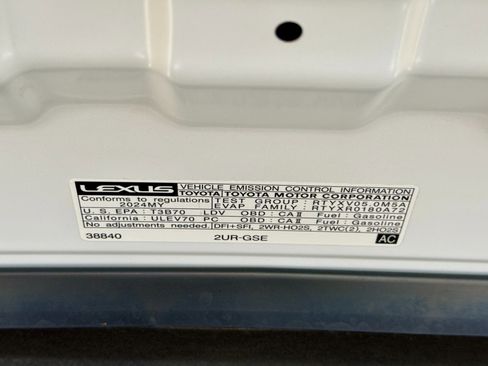 LEXUS VEHICLE EMISSION CONTROL INFORMATION
TOYOTA TOYOTA MOTOR CORPORATION
Conforms to regulations TEST GROUP : RTYXV05.0M5A
2024MY EVAP FAMILY : RTYXR0180A72
U.S. EPA : T3B70 LDV OBD : CA II Fuel : Gasoline
California : ULEV70 PC OBD : CA II Fuel : Gasoline
No adjustments needed. DFI+SFI, 2WR-HO2S, 2TWC(2), 2HO2S
38840 2UR-GSE AC